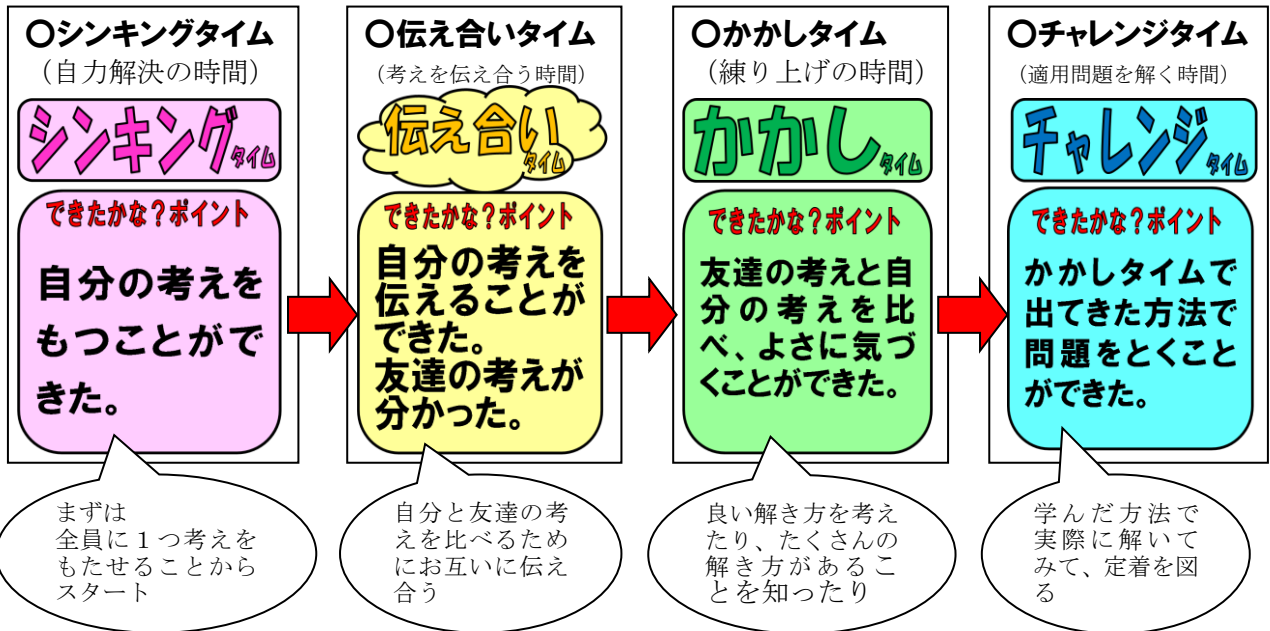 〇シンキングタイム
（自力解決の時間）
シンキングタイム
できたかな？ポイント
自分の考えを
もつことがで
きた。
まずは
全員に１つ考えを
もたせることから
スタート
〇伝え合いタイム
（考えを伝え合う時間）
伝え合い
タイム
できたかな？ポイント
自分の考えを
伝えることが
できた。
友達の考えが
分かった。
自分と友達の考
えを比べるため
にお互いに伝え
合う
〇かかしタイム
（練り上げの時間）
かかしタイム
できたかな？ポイント
友達の考えと自
分の考えを比
べ、よさに気づ
くことができた。
良い解き方を考え
たり、たくさんの
解き方があるこ
とを知ったり
〇チャレンジタイム
（適用問題を解く時間）
チャレンジタイム
できたかな？ポイント
かかしタイムで
出てきた方法で
問題をとくこと
ができた。
学んだ方法で
実際に解いて
みて、定着を図
る